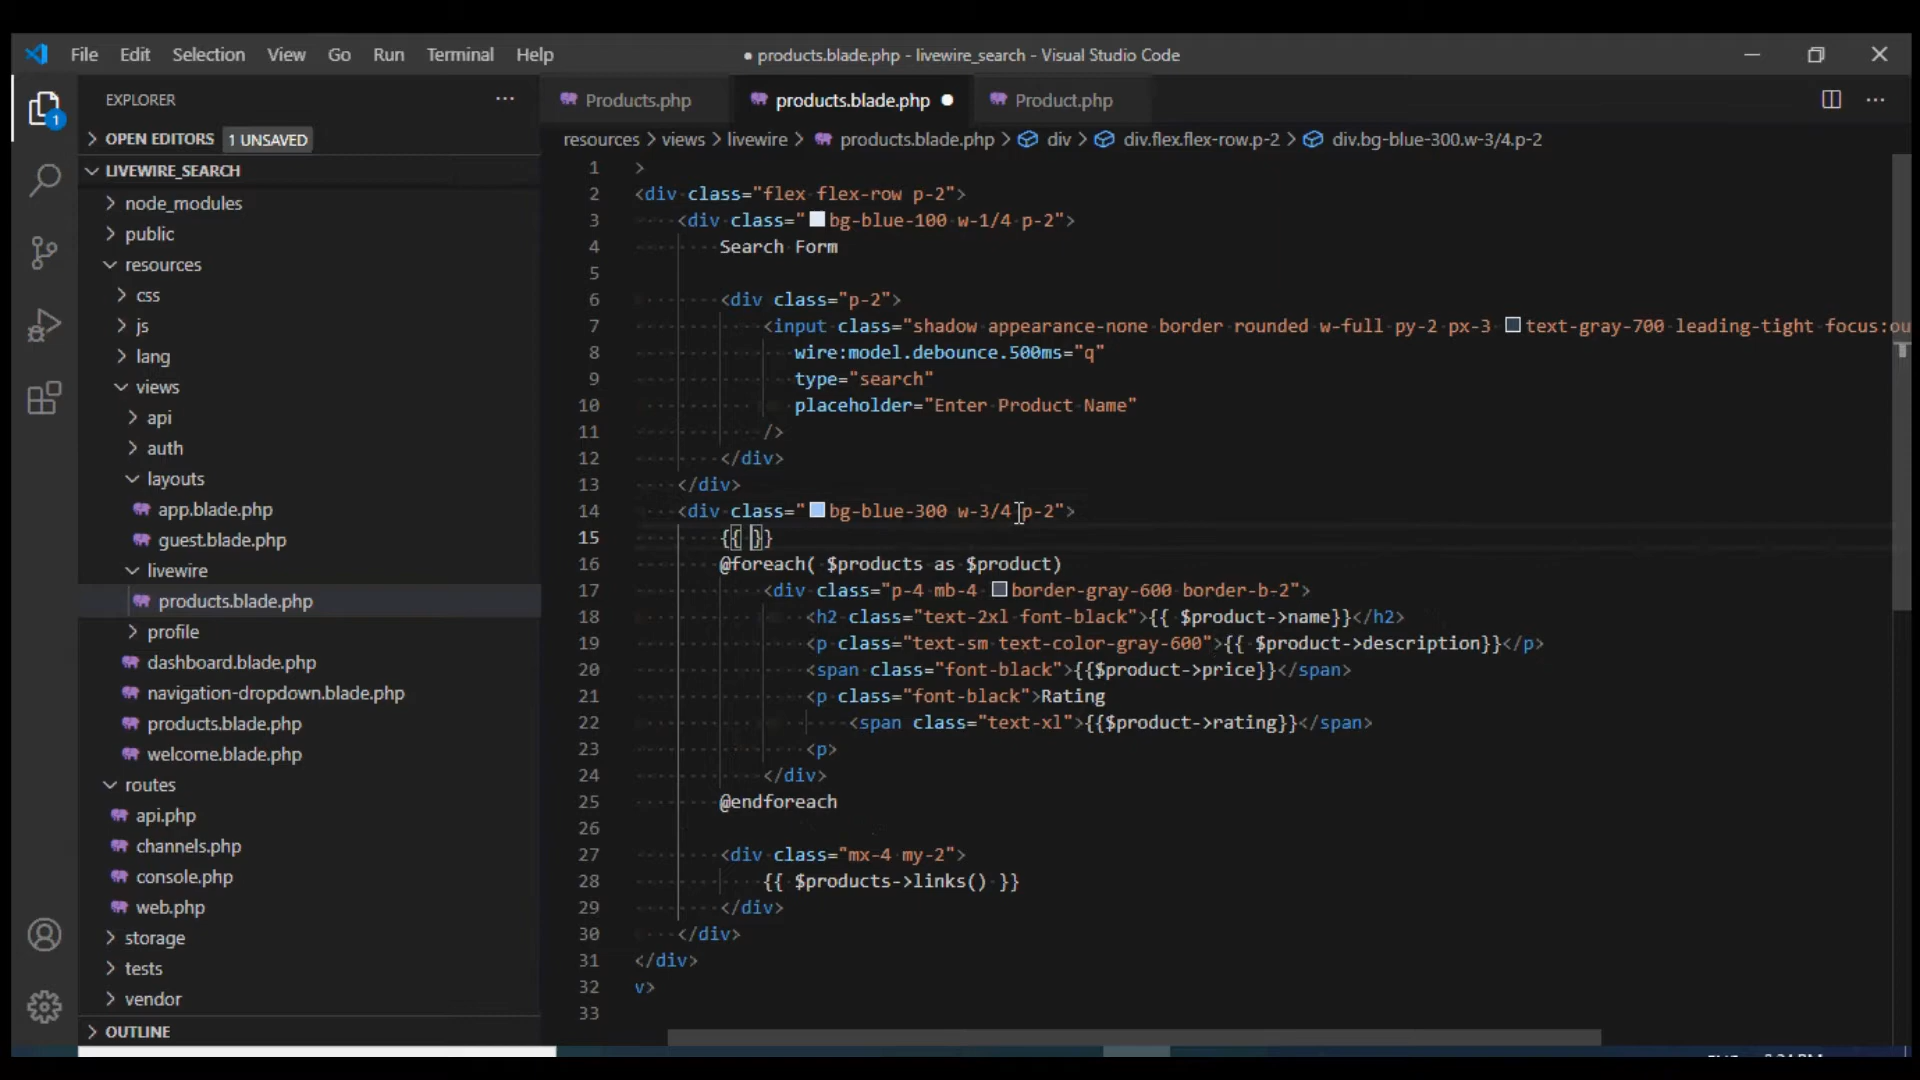 File Edit Selection View Go Run Terminal Help
● products.blade.php - livewire_search - Visual Studio Code
EXPLORER ···
Products.php products.blade.php ● Product.php ···
OPEN EDITORS 1 UNSAVED
resources > views > livewire > products.blade.php > div > div.flex.flex-row.p-2 > div.bg-blue-300.w-3/4.p-2
1
LIVEWIRE_SEARCH
node_modules
public
resources
css
js
lang
views
api
auth
layouts
app.blade.php
guest.blade.php
livewire
products.blade.php
profile
dashboard.blade.php
navigation-dropdown.blade.php
products.blade.php
welcome.blade.php
routes
api.php
channels.php
console.php
web.php
storage
tests
vendor
OUTLINE
1 >
2 <div class="flex flex-row p-2">
3 <div class="bg-blue-100 w-1/4 p-2">
4 Search Form
5
6 <div class="p-2">
7 <input class="shadow appearance-none border rounded w-full py-2 px-3 text-gray-700 leading-tight focus:ou
8 wire:model.debounce.500ms="q"
9 type="search"
10 placeholder="Enter Product Name"
11 />
12 </div>
13 </div>
14 <div class="bg-blue-300 w-3/4 p-2">
15 {{ }}
16 @foreach( $products as $product)
17 <div class="p-4 mb-4 border-gray-600 border-b-2">
18 <h2 class="text-2xl font-black">{{ $product->name}}</h2>
19 <p class="text-sm text-color-gray-600">{{ $product->description}}</p>
20 <span class="font-black">{{$product->price}}</span>
21 <p class="font-black">Rating
22 <span class="text-xl">{{$product->rating}}</span>
23 <p>
24 </div>
25 @endforeach
26
27 <div class="mx-4 my-2">
28 {{ $products->links() }}
29 </div>
30 </div>
31 </div>
32 v>
33